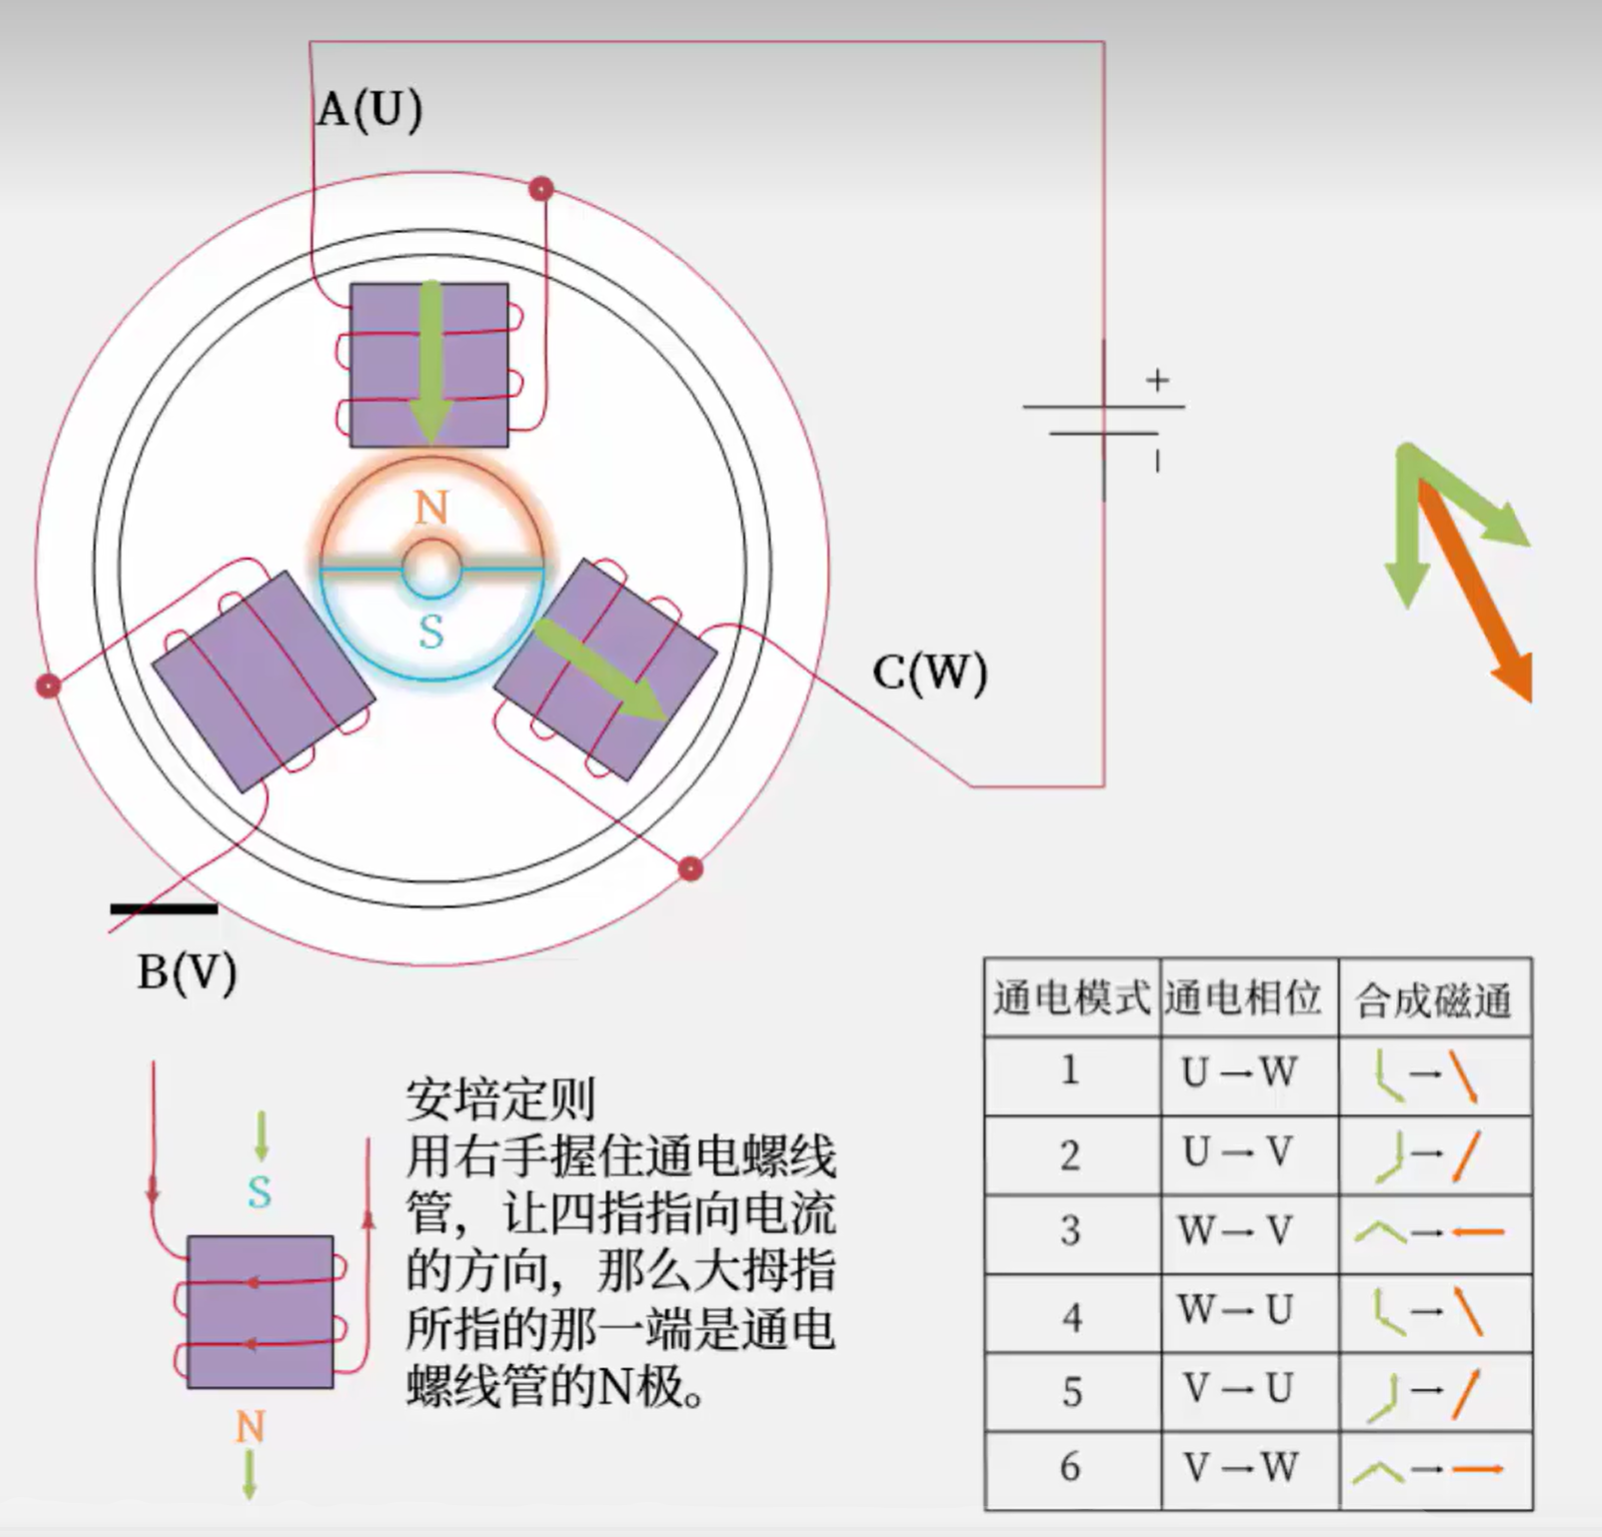 A(U)
+
N
S
C(W)
B(V)
S
N
安培定则
用右手握住通电螺线
管，让四指指向电流
的方向，那么大拇指
所指的那一端是通电
螺线管的N极。
通电模式 通电相位 合成磁通
1 U→W →
2 U→V →
3 W→V →
4 W→U →
5 V→U →
6 V→W →